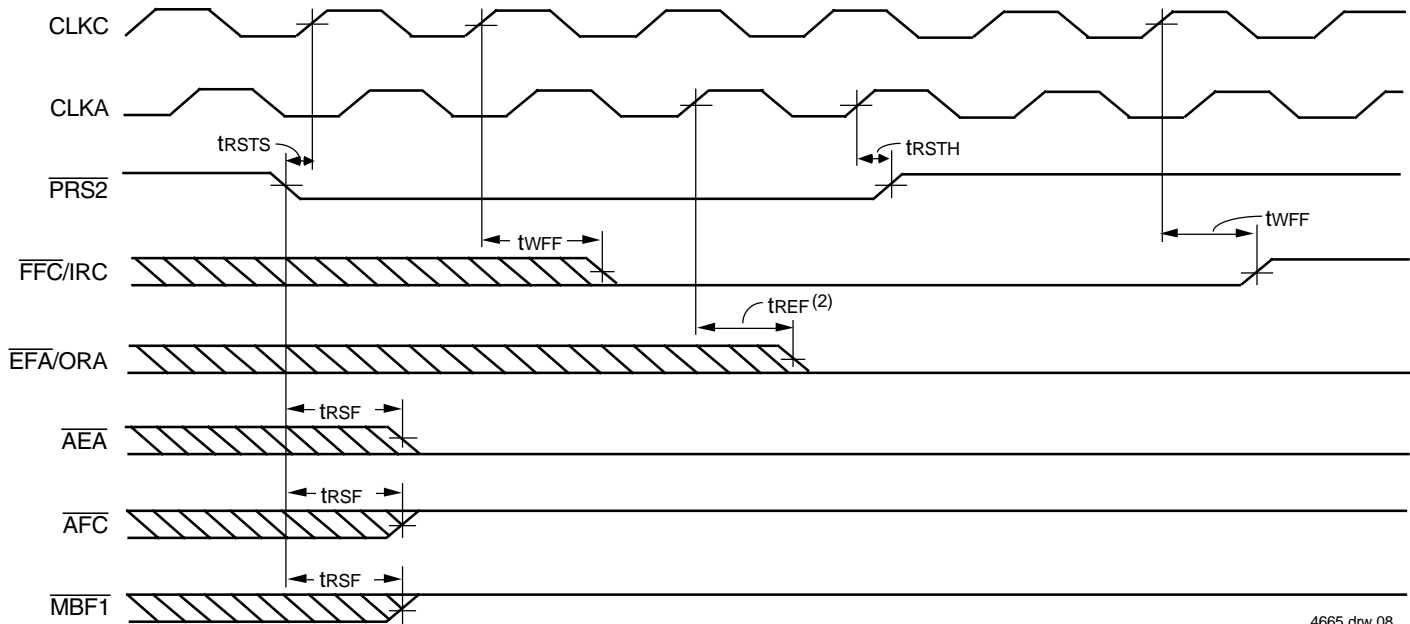 CLKC
CLKA
tRSTS
tRSTH
PRS2
tWFF
tWFF
FFC/IRC
tREF(2)
EFA/ORA
tRSF
AEA
tRSF
AFC
tRSF
MBF1
4665 drw 08